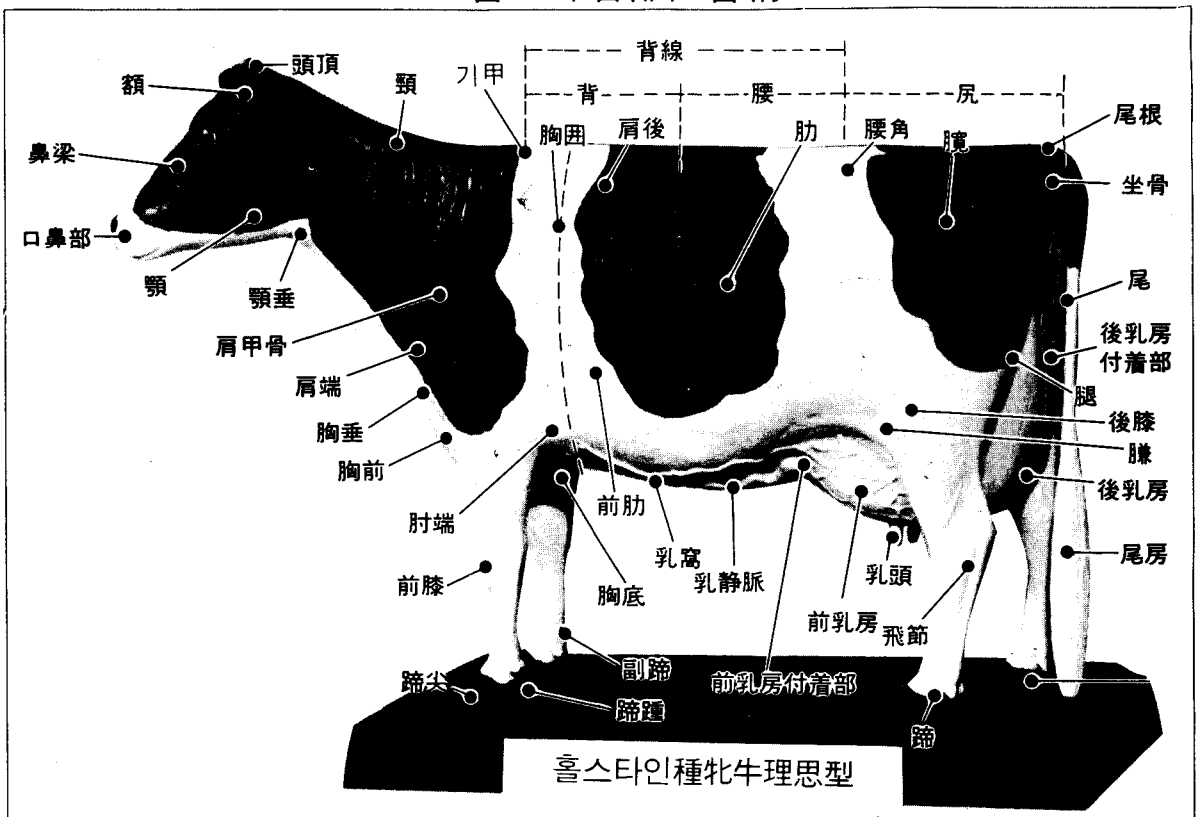 背線
頭頂
額
頸
기甲
背
腰
尻
胸囲
肩後
肋
腰角
臗
尾根
鼻梁
坐骨
口鼻部
顎
顎垂
尾
肩甲骨
後乳房
付着部
肩端
腿
胸垂
後膝
胸前
膁
後乳房
肘端
前肋
乳窩
乳静脈
乳頭
尾房
前膝
胸底
前乳房
飛節
副蹄
前乳房付着部
蹄尖
蹄踵
蹄
홀스타인種牝牛理思型